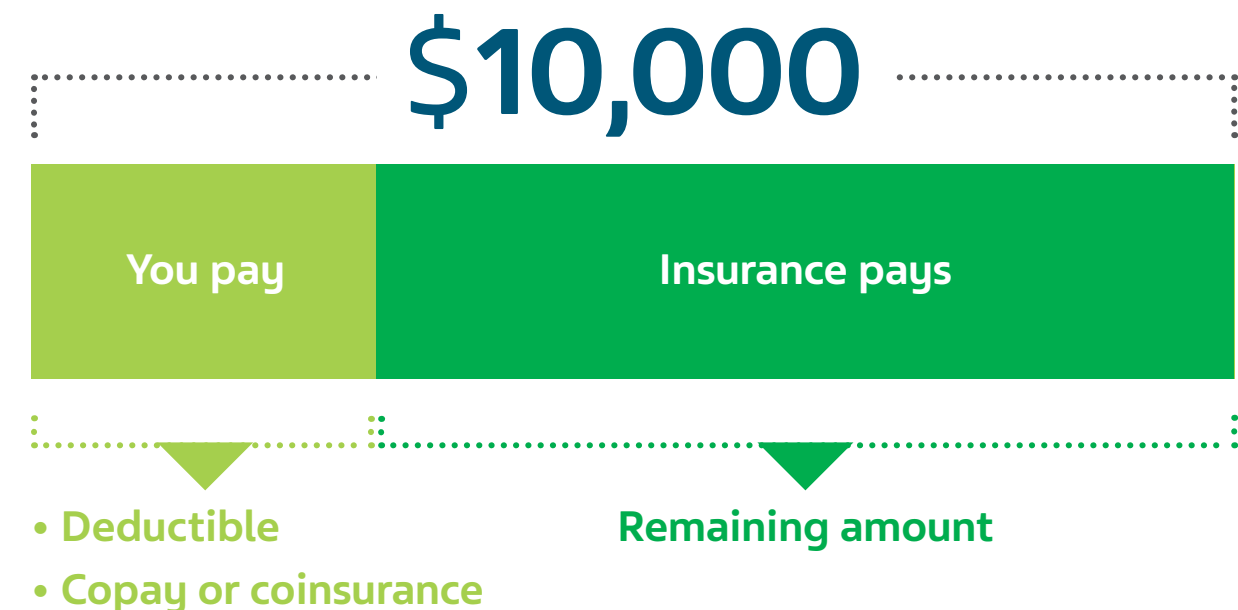 $10,000
You pay
Insurance pays
• Deductible
• Copay or coinsurance
Remaining amount